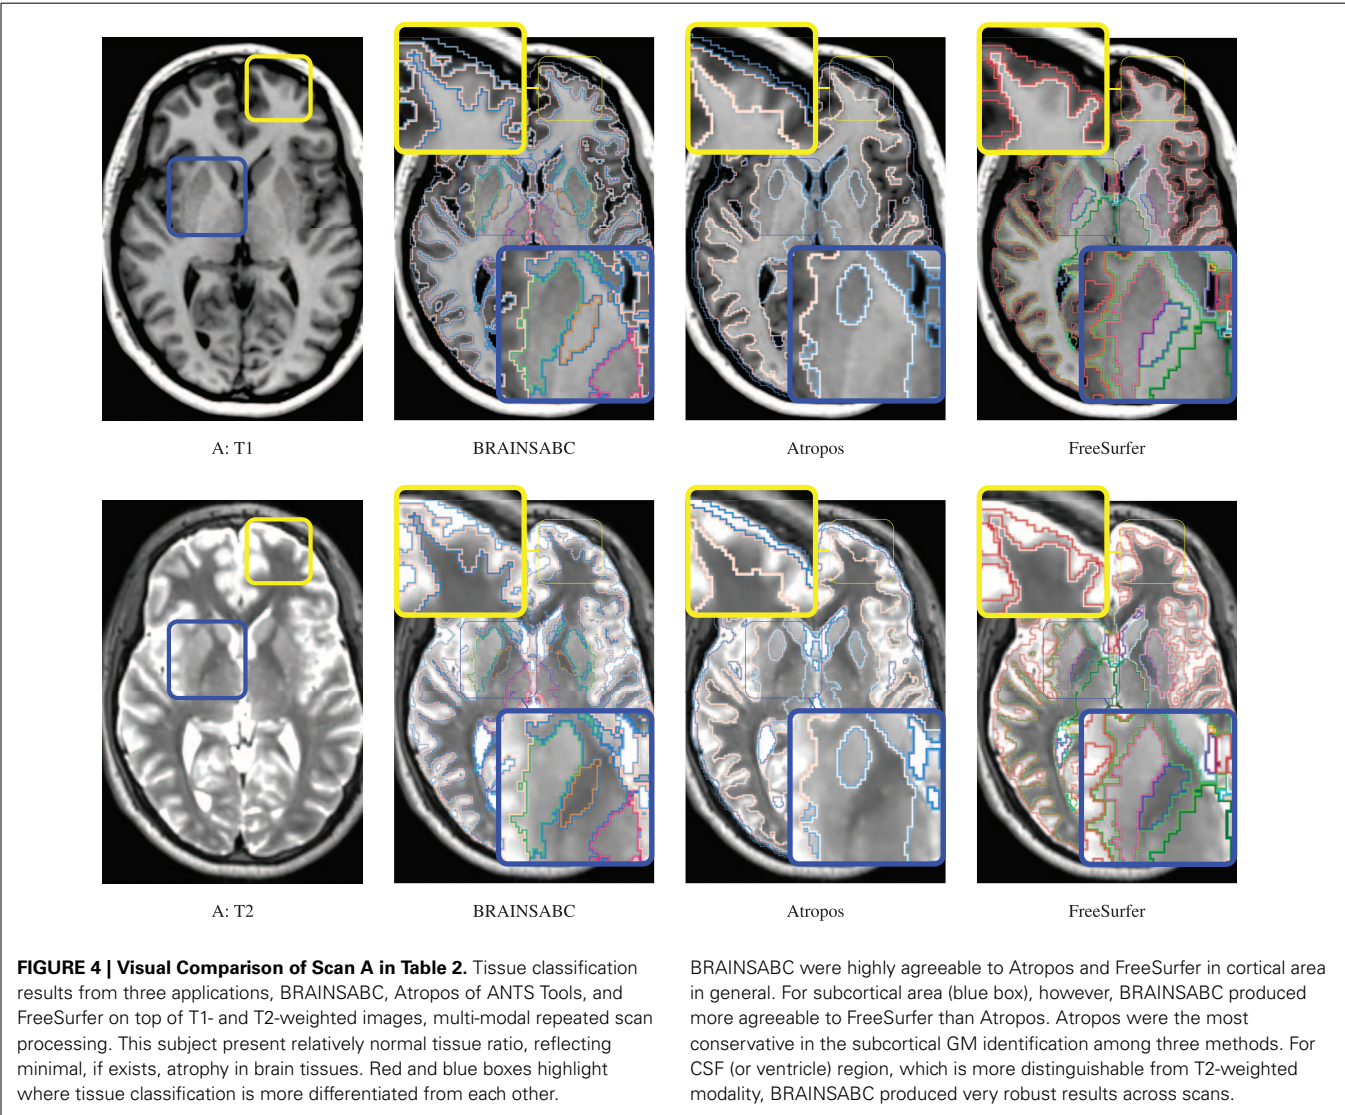 A: T1
BRAINSABC
Atropos
FreeSurfer
A: T2
BRAINSABC
Atropos
FreeSurfer
FIGURE 4 | Visual Comparison of Scan A in Table 2. Tissue classification
results from three applications, BRAINSABC, Atropos of ANTS Tools, and
FreeSurfer on top of T1- and T2-weighted images, multi-modal repeated scan
processing. This subject present relatively normal tissue ratio, reflecting
minimal, if exists, atrophy in brain tissues. Red and blue boxes highlight
where tissue classification is more differentiated from each other.
BRAINSABC were highly agreeable to Atropos and FreeSurfer in cortical area
in general. For subcortical area (blue box), however, BRAINSABC produced
more agreeable to FreeSurfer than Atropos. Atropos were the most
conservative in the subcortical GM identification among three methods. For
CSF (or ventricle) region, which is more distinguishable from T2-weighted
modality, BRAINSABC produced very robust results across scans.